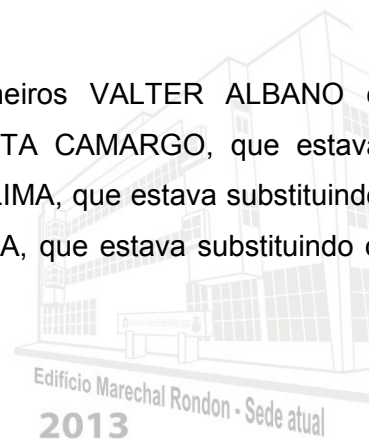 neiros VALTER ALBANO
TA CAMARGO, que estava
LIMA, que estava substituindo
A, que estava substituindo
Edifício Marechal Rondon - Sede atual
2013